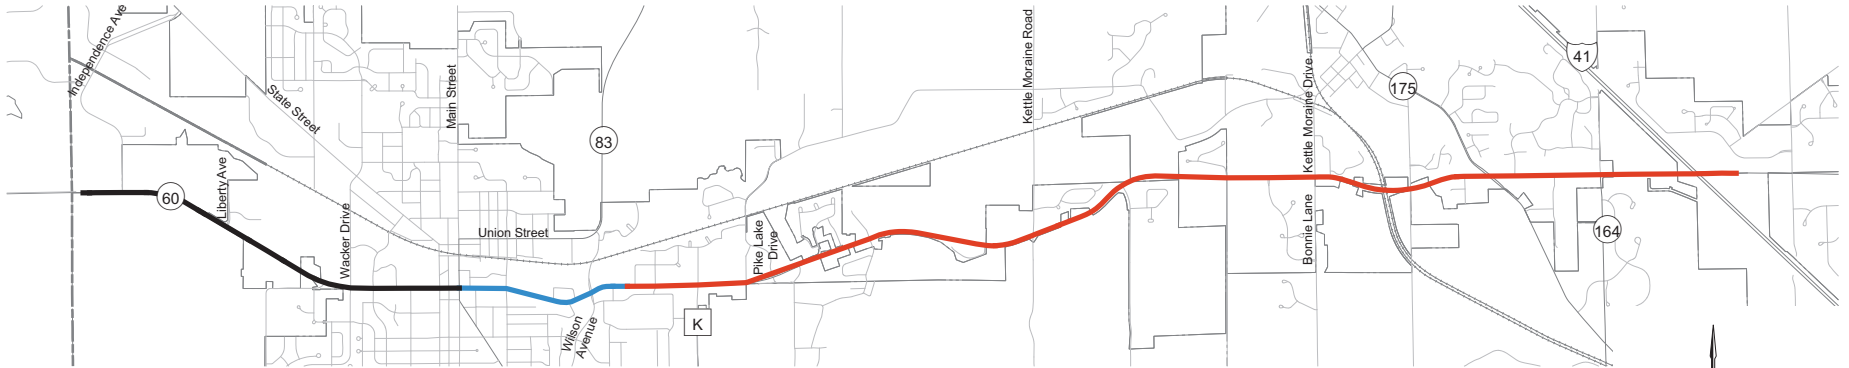 Independence Ave
State Street
Main Street
83
Kettle Moraine Road
Kettle Moraine Drive
175
41
60
Liberty Ave
Wacker Drive
Union Street
Pike Lake
Drive
Bonnie Lane
164
Wilson
Avenue
K